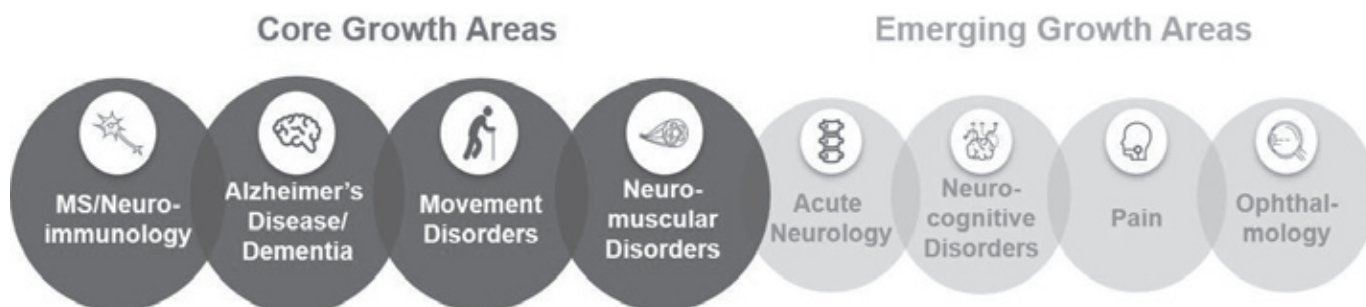 Core Growth Areas
Emerging Growth Areas
MS/Neuro-
immunology
Alzheimer's
Disease/
Dementia
Movement
Disorders
Neuro-
muscular
Disorders
Acute
Neurology
Neuro-
cognitive
Disorders
Pain
Ophthal-
mology